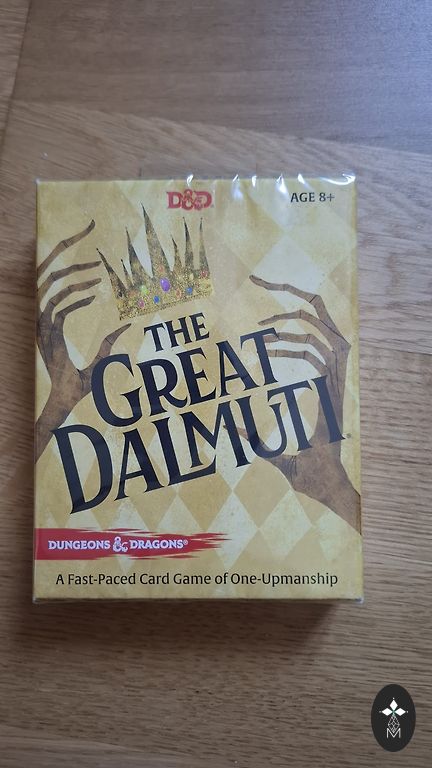 D&D
AGE 8+
THE
GREAT
DALMUTI
DUNGEONS & DRAGONS®
A Fast-Paced Card Game of One-Upmanship
M